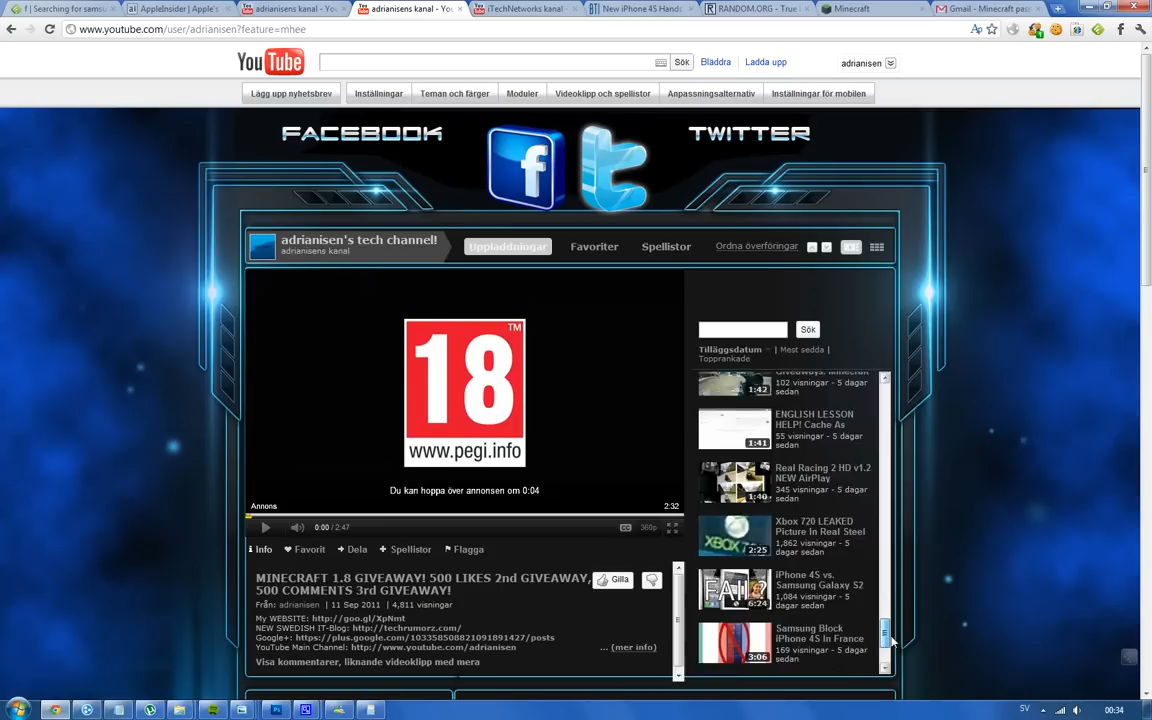 f | Searching for samsu
AppleInsider | Apple's
adrianisens kanal - You
adrianisens kanal - You
iTechNetworks kanal -
New iPhone 4S Hands
RANDOM.ORG - True
Minecraft
Gmail - Minecraft pas
www.youtube.com/user/adrianisen?feature=mhee
YouTube
Sök
Bläddra
Ladda upp
adrianisen
Lägg upp nyhetsbrev
Inställningar
Teman och färger
Moduler
Videoklipp och spellistor
Anpassningsalternativ
Inställningar för mobilen
FACEBOOK
TWITTER
adrianisen's tech channel!
adrianisens kanal
Uppladdningar
Favoriter
Spellistor
Ordna överföringar
18
TM
www.pegi.info
Du kan hoppa över annonsen om 0:04
Annons
2:32
0:00 / 2:47
CC
360p
Info
Favorit
Dela
Spellistor
Flagga
MINECRAFT 1.8 GIVEAWAY! 500 LIKES 2nd GIVEAWAY,
500 COMMENTS 3rd GIVEAWAY!
Gilla
Från: adrianisen | 11 Sep 2011 | 4,811 visningar
My WEBSITE: http://goo.gl/XpNmt
NEW SWEDISH IT-Blog: http://techrumorz.com/
Google+: https://plus.google.com/103358508821091891427/posts
YouTube Main Channel: http://www.youtube.com/adrianisen
... (mer info)
Visa kommentarer, liknande videoklipp med mera
Sök
Tilläggsdatum
| Mest sedda |
Topprankade
Giveaways: Minecraft
102 visningar - 5 dagar
sedan
1:42
ENGLISH LESSON
HELP! Cache As
55 visningar - 5 dagar
sedan
1:41
Real Racing 2 HD v1.2
NEW AirPlay
345 visningar - 5 dagar
sedan
1:40
Xbox 720 LEAKED
Picture In Real Steel
1,862 visningar - 5 dagar
sedan
2:25
iPhone 4S vs.
Samsung Galaxy S2
1,084 visningar - 5 dagar
sedan
FAIL?
6:24
Samsung Block
iPhone 4S In France
169 visningar - 5 dagar
sedan
3:06
SV
00:34